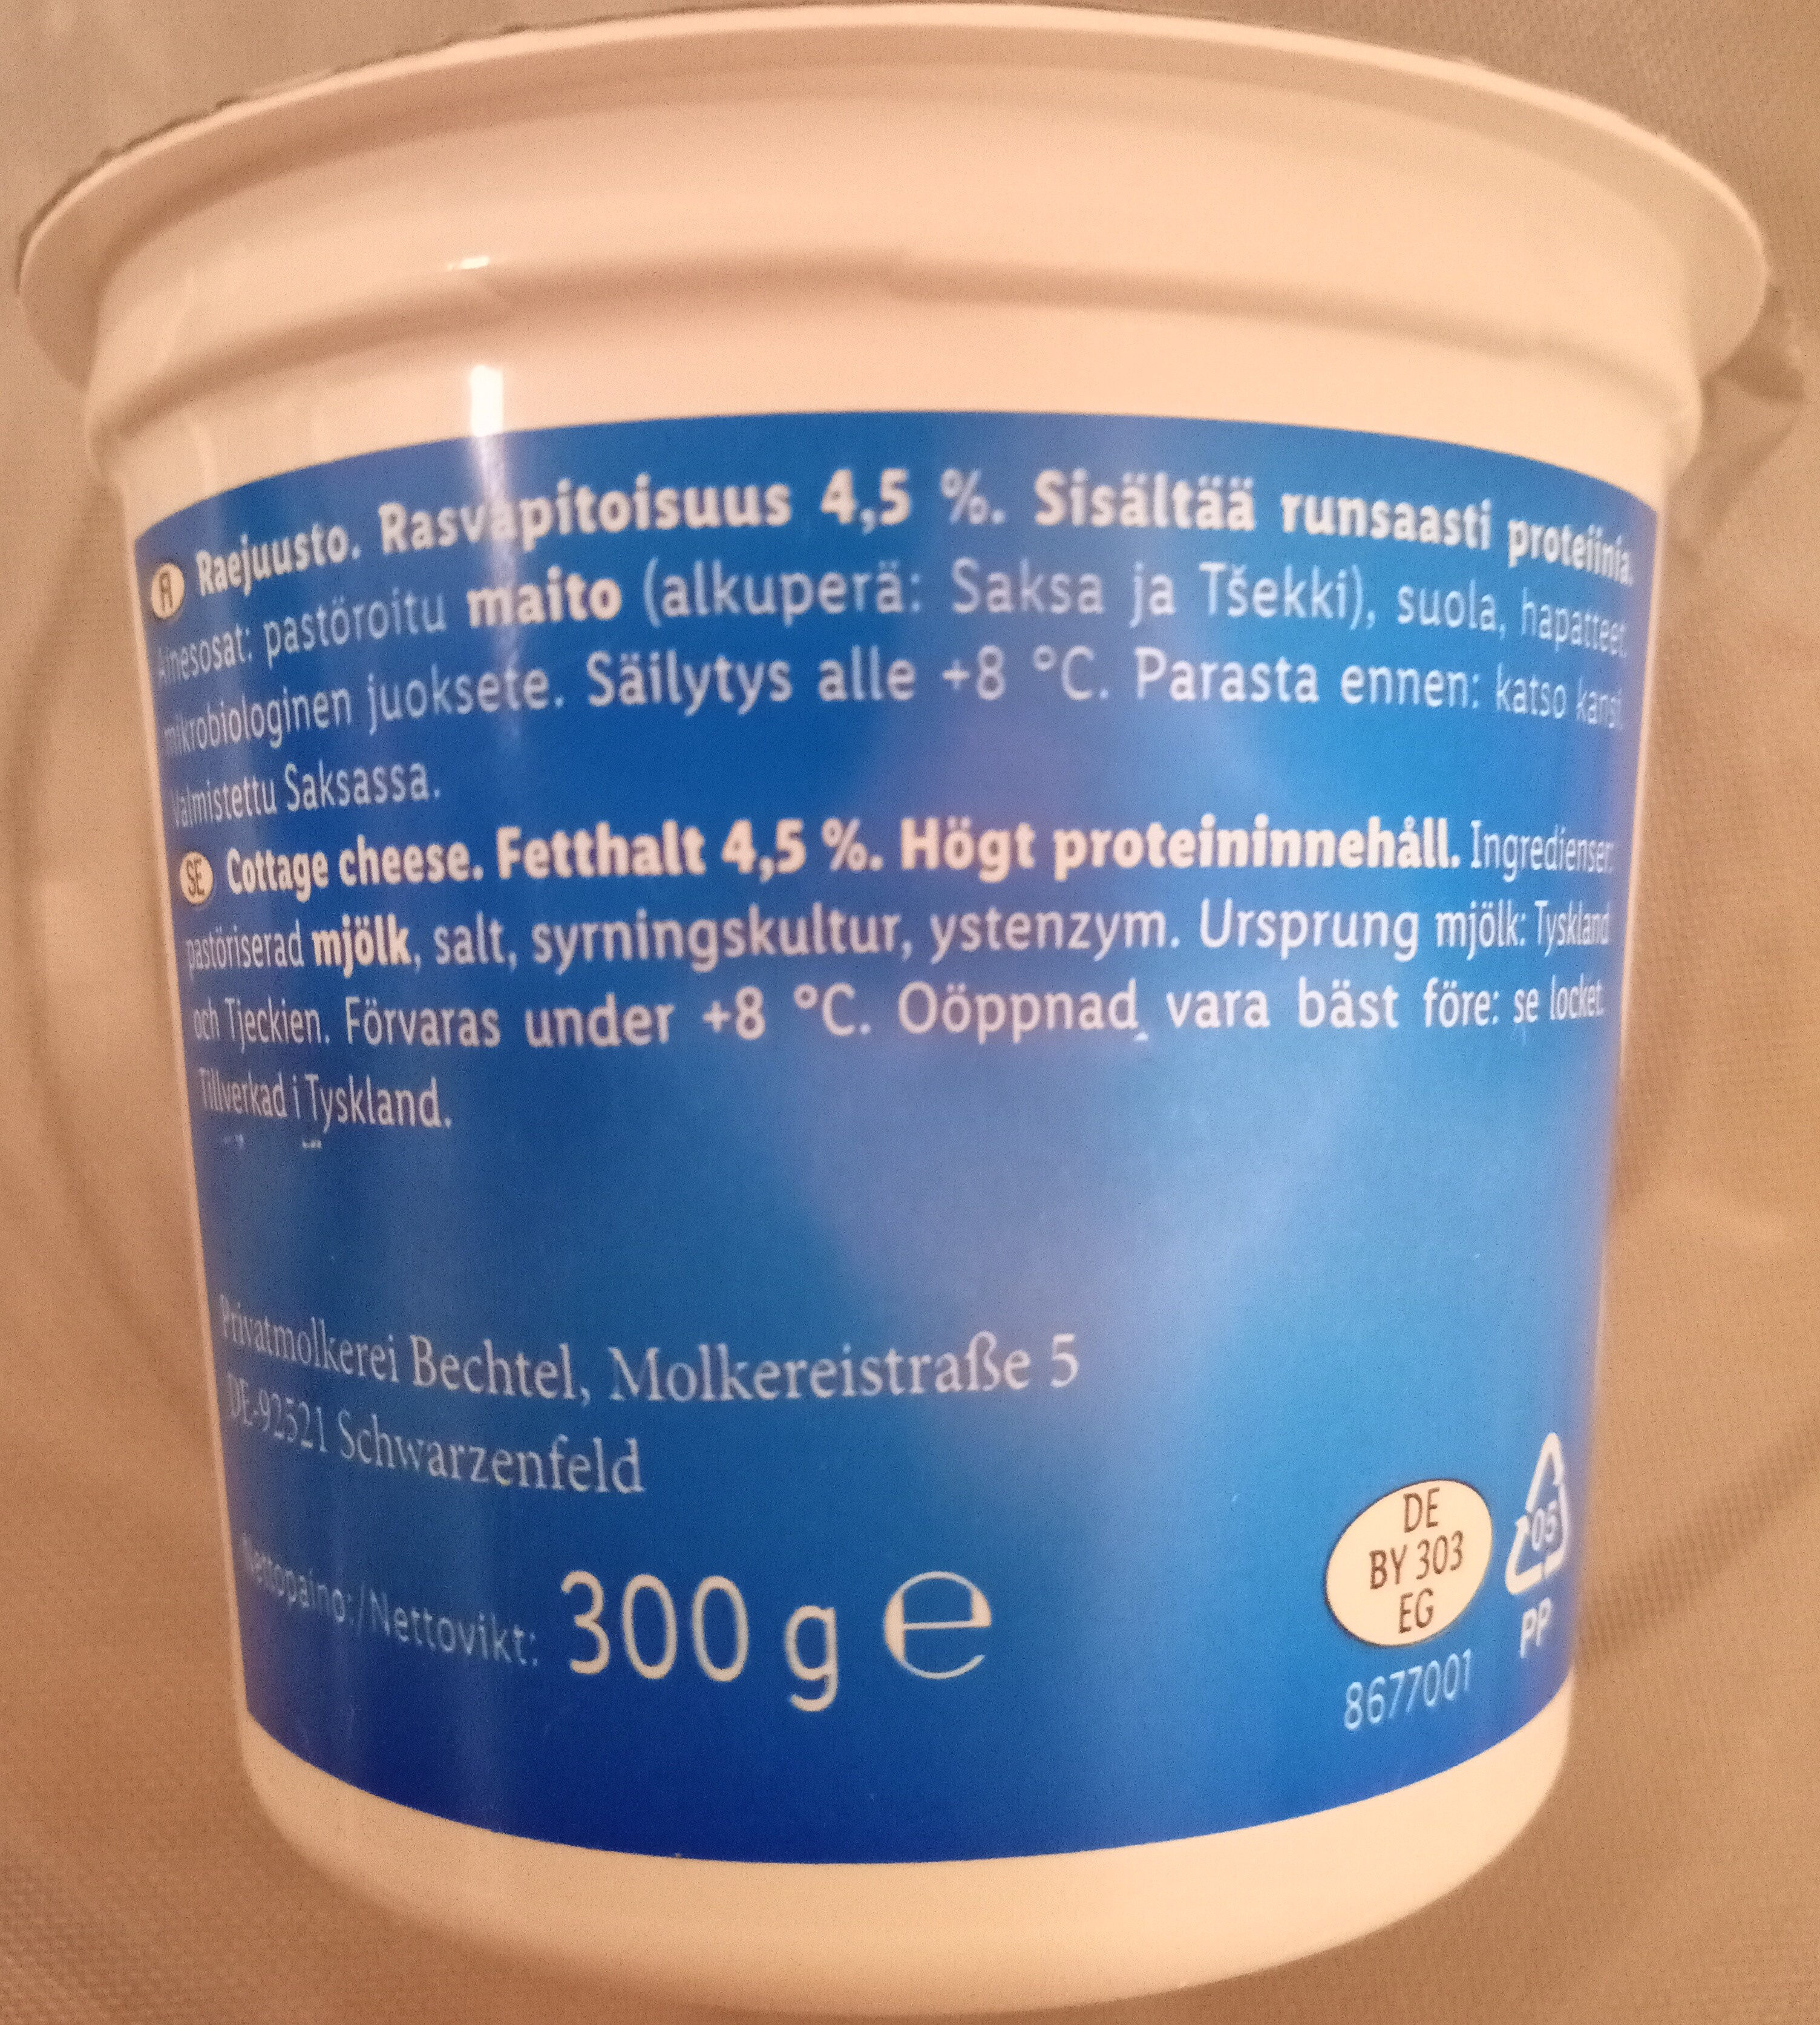 FI Raejuusto. Rasvapitoisuus 4,5 %. Sisältää runsaasti proteiinia.
Ainesosat: pastöroitu maito (alkuperä: Saksa ja Tšekki), suola, hapatteet,
mikrobiologinen juoksete. Säilytys alle +8 °C. Parasta ennen: katso kansi.
Valmistettu Saksassa.
SE Cottage cheese. Fetthalt 4,5 %. Högt proteininnehåll. Ingredienser:
pastöriserad mjölk, salt, syrningskultur, ystenzym. Ursprung mjölk: Tyskland
och Tjeckien. Förvaras under +8 °C. Oöppnad vara bäst före: se locket.
Tillverkad i Tyskland.
Privatmolkerei Bechtel, Molkereistraße 5
DE-92521 Schwarzenfeld
Nettopaino:/Nettovikt: 300 g e
DE
BY 303
EG
8677001
05
PP